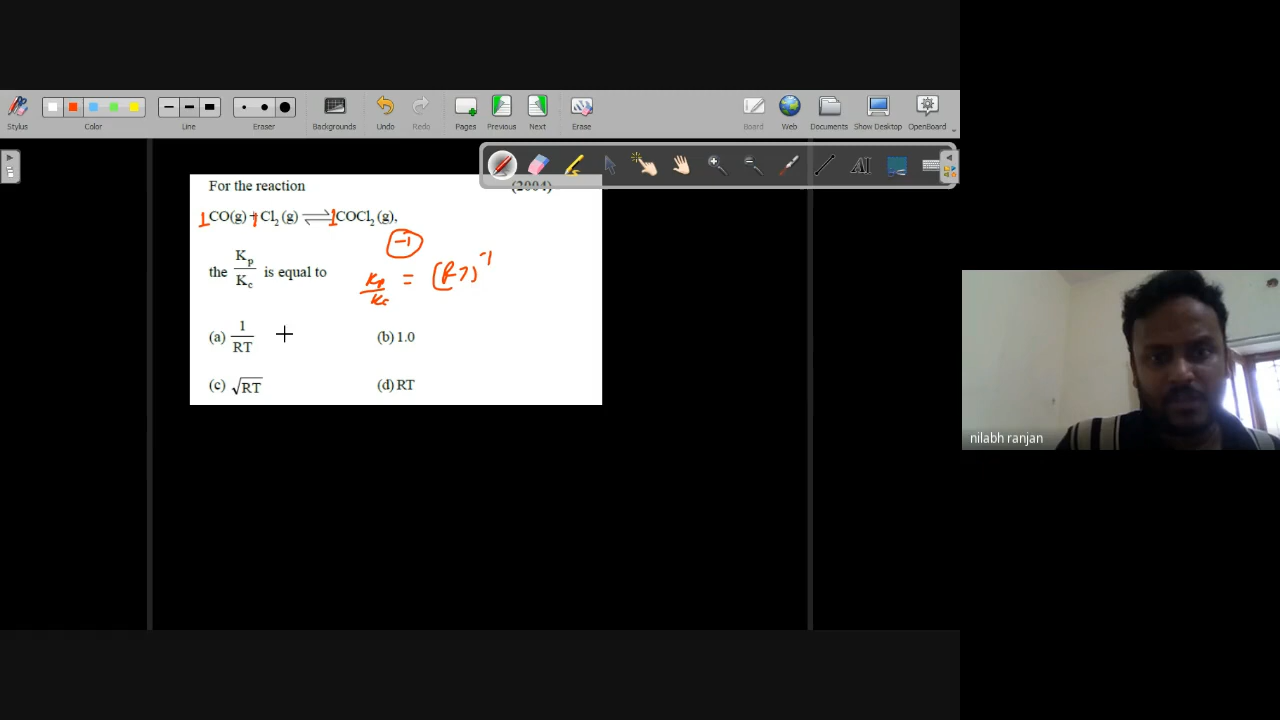 Stylus Color Line Eraser Backgrounds Undo Redo Pages Previous Next Erase Board Web Documents Show Desktop OpenBoard
AI
For the reaction (2004)
1CO(g) + 1Cl₂ (g) ⇌ 1COCl₂ (g),
-1
the Kp/Kc is equal to
Kp/Kc = (RT)⁻¹
(a) 1/RT (b) 1.0
(c) √RT (d) RT
nilabh ranjan